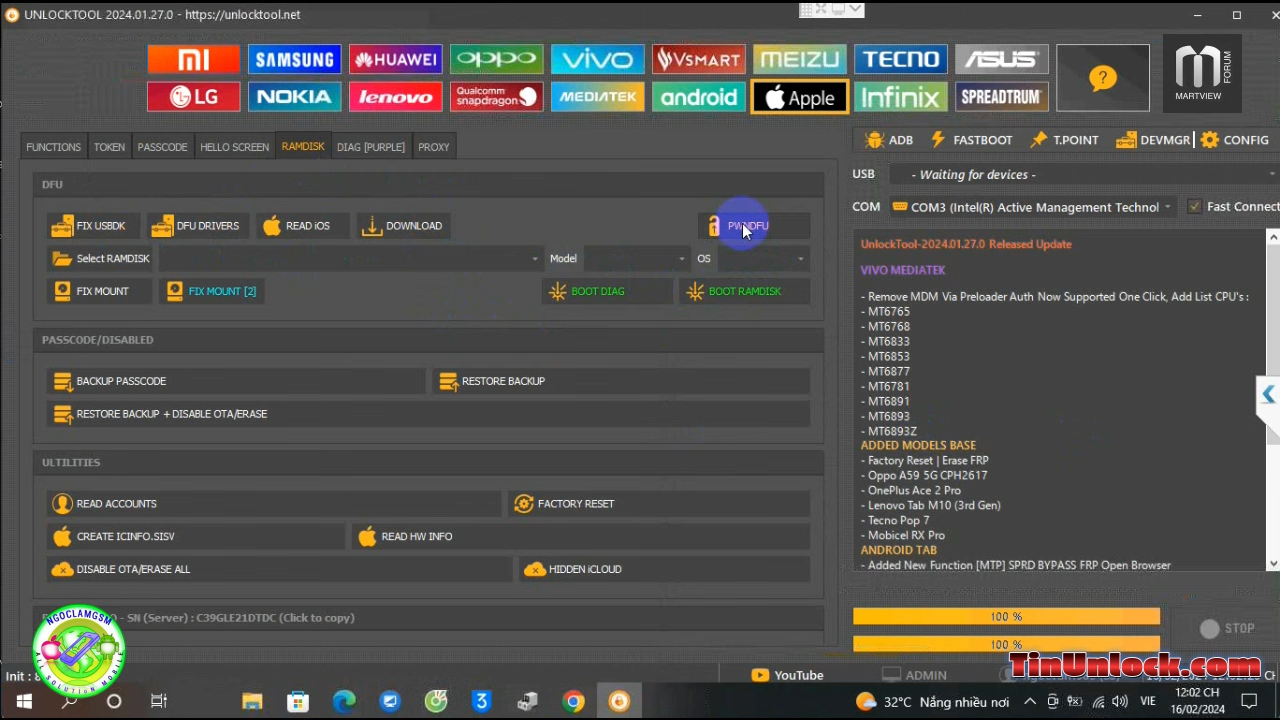 UNLOCKTOOL-2024.02.07.0 - https://unlocktool.net
MI SAMSUNG HUAWEI OPPO vivo VSMART MEIZU TECNO ASUS
LG NOKIA lenovo Qualcomm snapdragon MEDIATEK android Apple Infinix SPREADTRUM
? MARTVIEW FORUM
FUNCTIONS TOKEN PASSCODE HELLO SCREEN RAMDISK DIAG [PURPLE] PROXY
ADB FASTBOOT T.POINT DEVMGR CONFIG
DFU
USB - Waiting for devices -
COM COM3 (Intel(R) Active Management Technol Fast Connect
FIX USBDK DFU DRIVERS READ iOS DOWNLOAD PWNDFU
Select RAMDISK Model OS
FIX MOUNT FIX MOUNT [2] BOOT DIAG BOOT RAMDISK
PASSCODE/DISABLED
BACKUP PASSCODE RESTORE BACKUP
RESTORE BACKUP + DISABLE OTA/ERASE
ULTILITIES
READ ACCOUNTS FACTORY RESET
CREATE ICINFO.SISV READ HW INFO
DISABLE OTA/ERASE ALL HIDDEN iCLOUD
- SN (Server) : C39GLE21DTDC (Click to copy)
UnlockTool-2024.01.27.0 Released Update
VIVO MEDIATEK
- Remove MDM Via Preloader Auth Now Supported One Click, Add List CPU's :
- MT6765
- MT6768
- MT6833
- MT6853
- MT6877
- MT6781
- MT6891
- MT6893
- MT6893Z
ADDED MODELS BASE
- Factory Reset | Erase FRP
- Oppo A59 5G CPH2617
- OnePlus Ace 2 Pro
- Lenovo Tab M10 (3rd Gen)
- Tecno Pop 7
- Mobicel RX Pro
ANDROID TAB
- Added New Function [MTP] SPRD BYPASS FRP Open Browser
100 %
100 %
STOP
NGOCLAMGSM
A SOLUTION MOBI
TinUnlock.com
Init : YouTube ADMIN
32°C Nắng nhiều nơi VIE
12:02 CH
16/02/2024